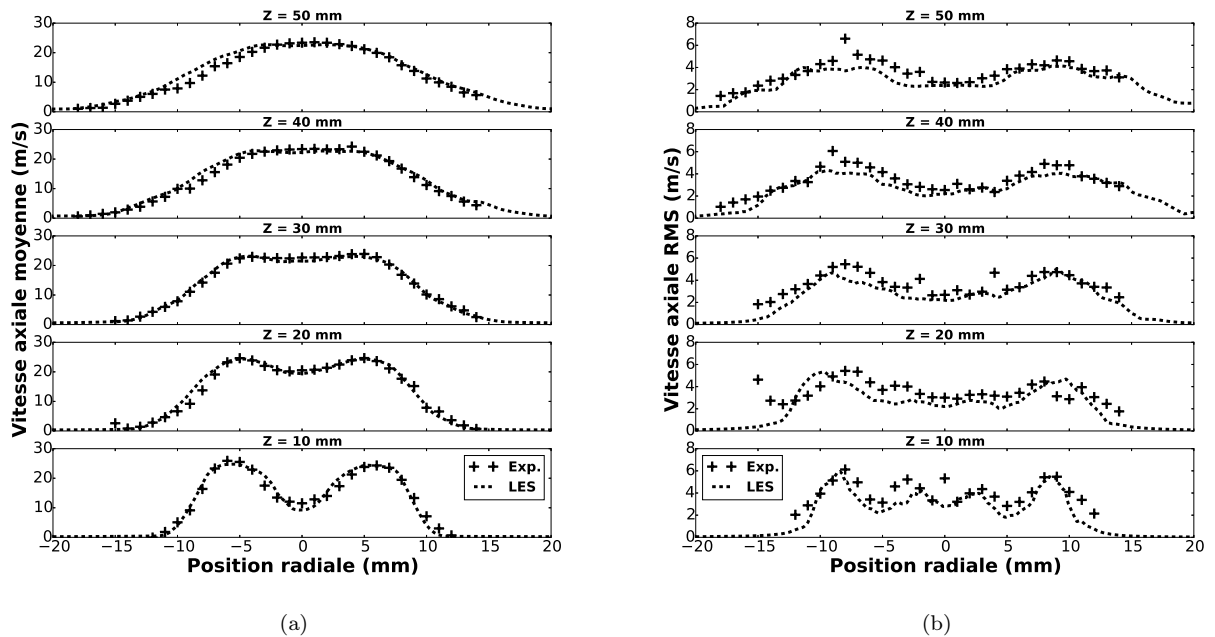 Z = 50 mm
30
20
10
0
Z = 40 mm
30
20
10
0
Z = 30 mm
30
20
10
0
Z = 20 mm
30
20
10
0
Z = 10 mm
30
20
10
0
Exp.
LES
−20 −15 −10 −5 0 5 10 15 20
Position radiale (mm)
Vitesse axiale moyenne (m/s)
(a)
Z = 50 mm
8
6
4
2
0
Z = 40 mm
8
6
4
2
0
Z = 30 mm
8
6
4
2
0
Z = 20 mm
8
6
4
2
0
Z = 10 mm
8
6
4
2
0
Exp.
LES
−20 −15 −10 −5 0 5 10 15 20
Position radiale (mm)
Vitesse axiale RMS (m/s)
(b)